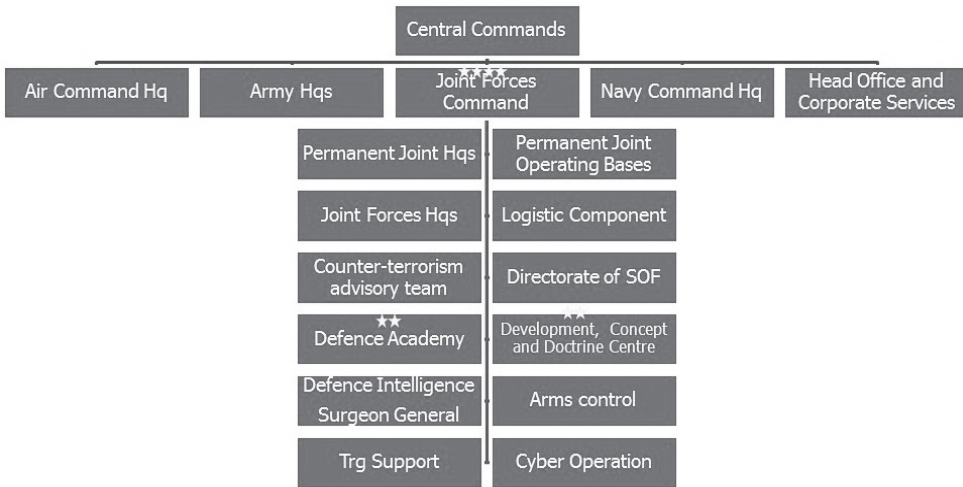 Central Commands
Air Command Hq
Army Hqs
Joint Forces
Command
Navy Command Hq
Head Office and
Corporate Services
Permanent Joint Hqs
Permanent Joint
Operating Bases
Joint Forces Hqs
Logistic Component
Counter-terrorism
advisory team
Directorate of SOF
Defence Academy
Development, Concept
and Doctrine Centre
Defence Intelligence
Surgeon General
Arms control
Trg Support
Cyber Operation